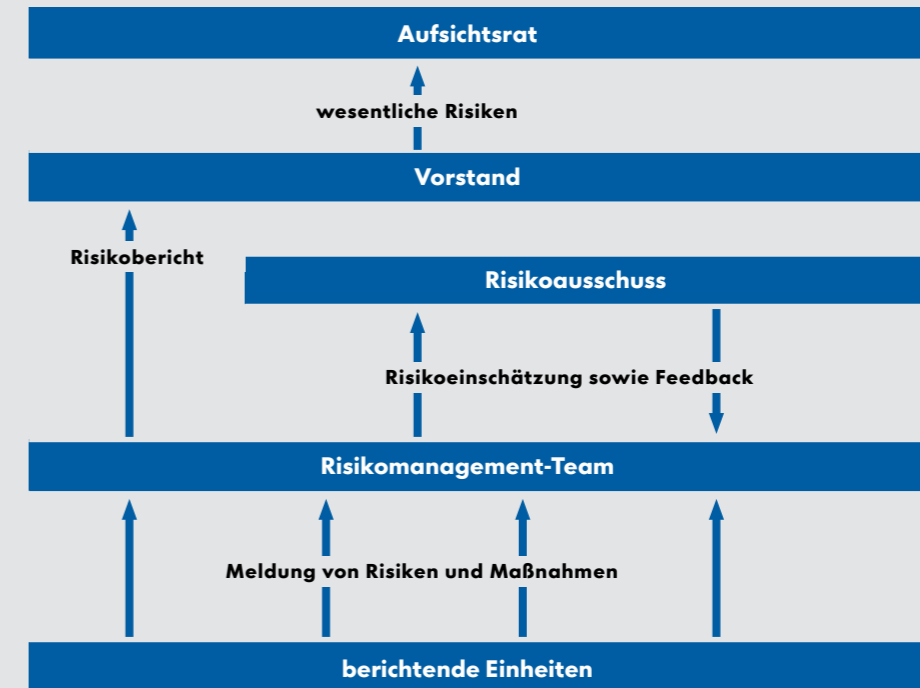 Aufsichtsrat
wesentliche Risiken
Vorstand
Risikobericht
Risikoausschuss
Risikoeinschätzung sowie Feedback
Risikomanagement-Team
Meldung von Risiken und Maßnahmen
berichtende Einheiten